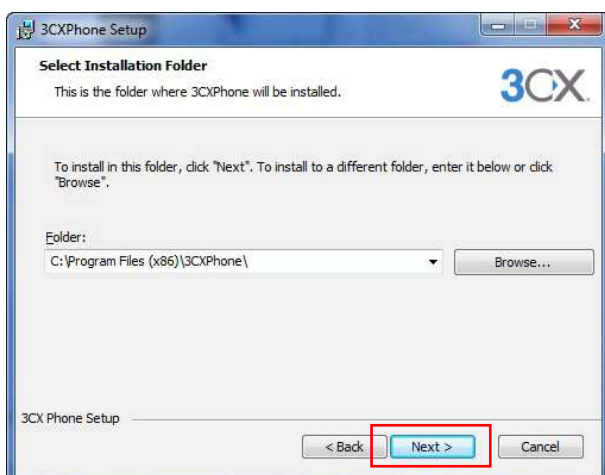 3CXPhone Setup
Select Installation Folder
This is the folder where 3CXPhone will be installed.
3CX.
To install in this folder, click "Next". To install to a different folder, enter it below or click
"Browse".
Folder:
C:\Program Files (x86)\3CXPhone\
Browse...
3CX Phone Setup
< Back
Next >
Cancel